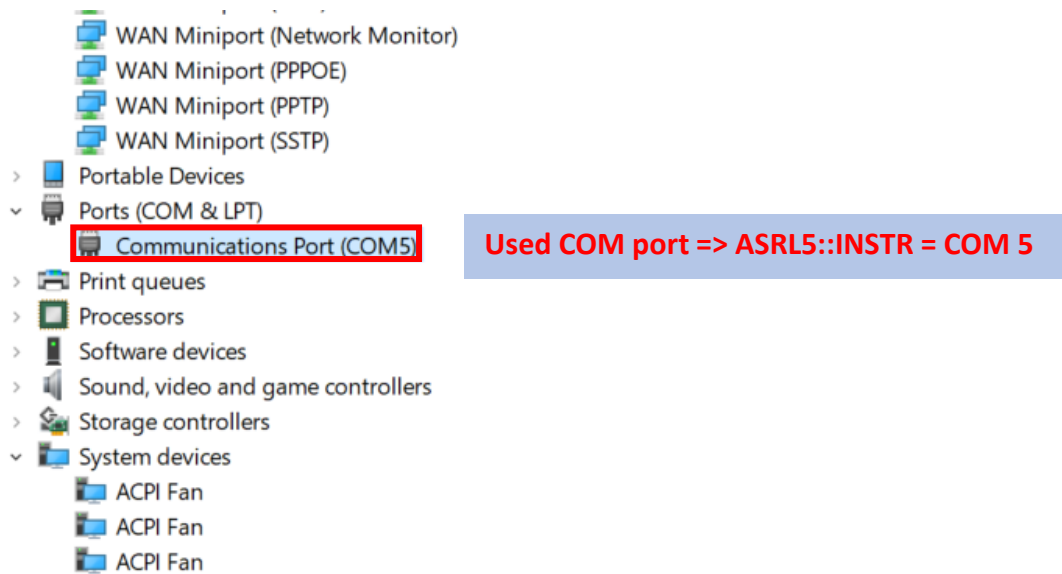 WAN Miniport (Network Monitor)
WAN Miniport (PPPOE)
WAN Miniport (PPTP)
WAN Miniport (SSTP)
Portable Devices
Ports (COM & LPT)
Communications Port (COM5)
Used COM port => ASRL5::INSTR = COM 5
Print queues
Processors
Software devices
Sound, video and game controllers
Storage controllers
System devices
ACPI Fan
ACPI Fan
ACPI Fan